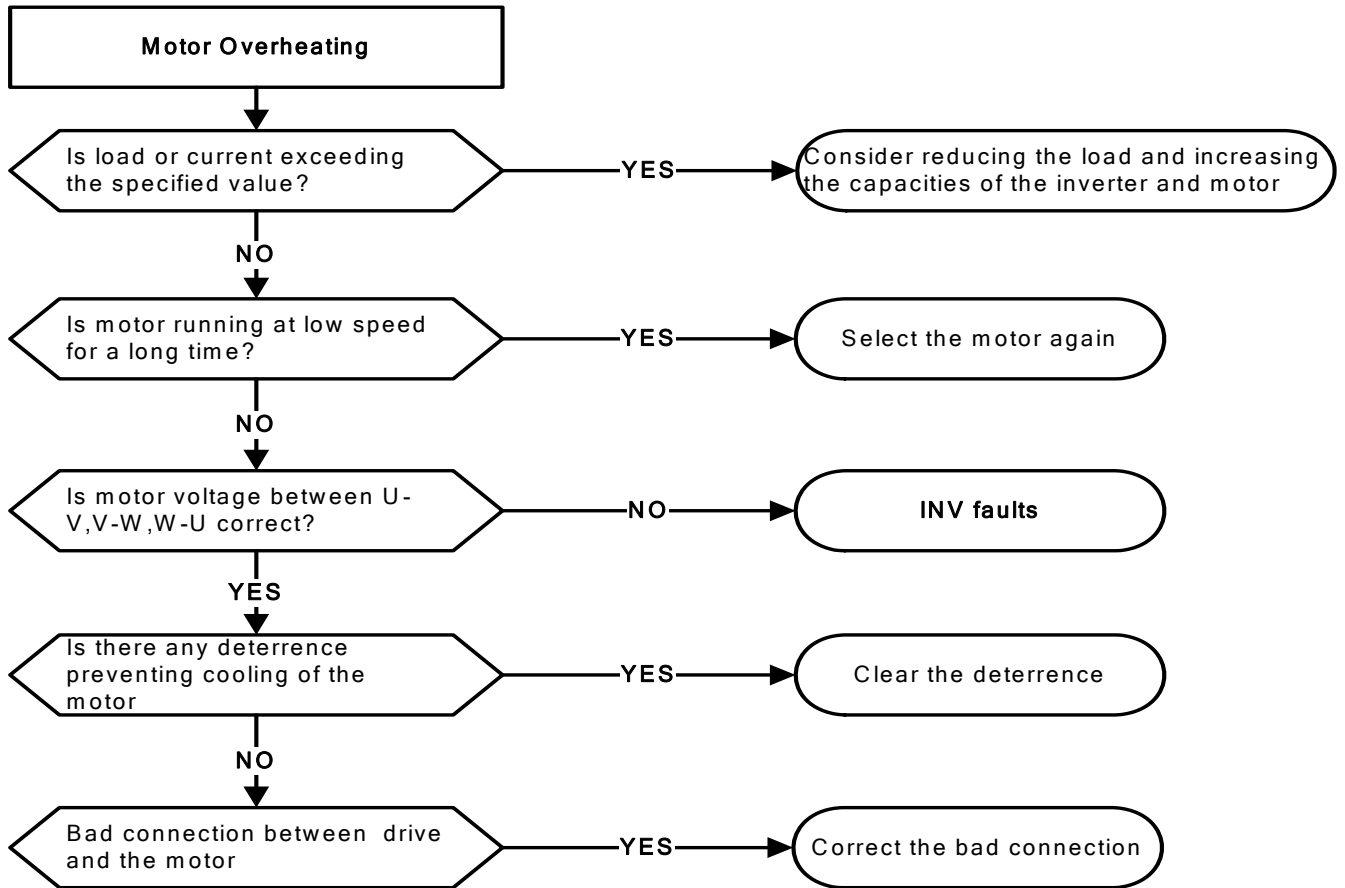 Motor Overheating
Is load or current exceeding
the specified value?
YES
Consider reducing the load and increasing
the capacities of the inverter and motor
NO
Is motor running at low speed
for a long time?
YES
Select the motor again
NO
Is motor voltage between U-
V,V-W,W-U correct?
NO
INV faults
YES
Is there any deterrence
preventing cooling of the
motor
YES
Clear the deterrence
NO
Bad connection between drive
and the motor
YES
Correct the bad connection